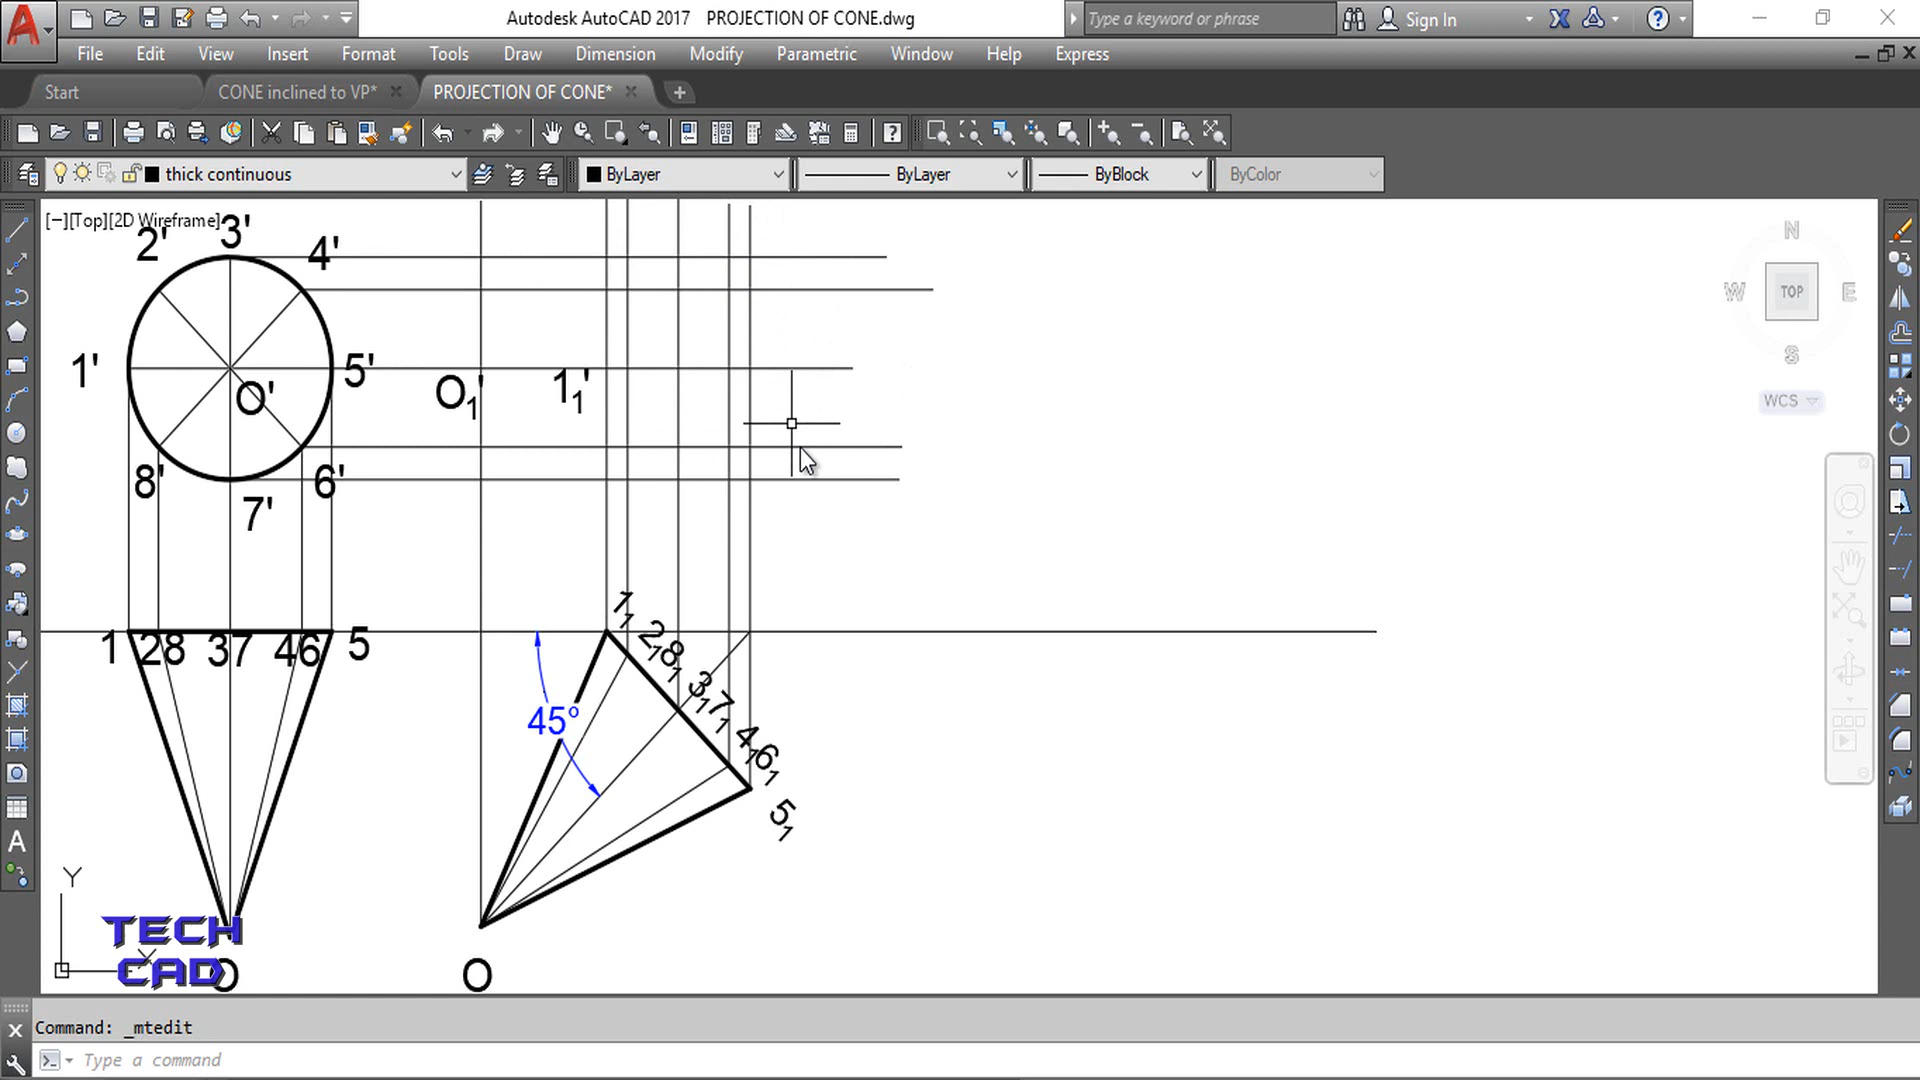 Autodesk AutoCAD 2017 PROJECTION OF CONE.dwg
Type a keyword or phrase
Sign In
File Edit View Insert Format Tools Draw Dimension Modify Parametric Window Help Express
Start
CONE inclined to VP*
PROJECTION OF CONE*
thick continuous
ByLayer
ByLayer
ByBlock
ByColor
[−][Top][2D Wireframe]
N
W TOP E
S
WCS
2' 3' 4'
1' O' 5' O₁' 1₁'
8' 7' 6'
1 28 37 46 5
1₁ 2₁8₁ 3₁7₁ 4₁6₁ 5₁
45°
O
O
Y
X
TECH
CAD
Command: _mtedit
Type a command